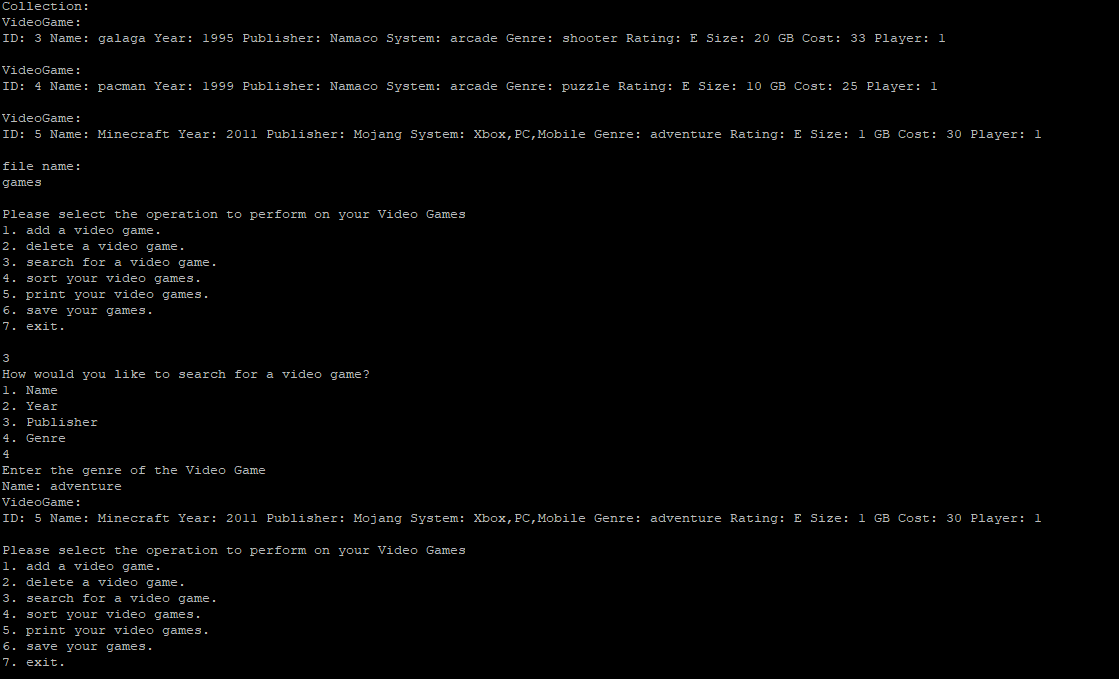 Collection:
VideoGame:
ID: 3 Name: galaga Year: 1995 Publisher: Namaco System: arcade Genre: shooter Rating: E Size: 20 GB Cost: 33 Player: 1
VideoGame:
ID: 4 Name: pacman Year: 1999 Publisher: Namaco System: arcade Genre: puzzle Rating: E Size: 10 GB Cost: 25 Player: 1
VideoGame:
ID: 5 Name: Minecraft Year: 2011 Publisher: Mojang System: Xbox,PC,Mobile Genre: adventure Rating: E Size: 1 GB Cost: 30 Player: 1
file name:
games
Please select the operation to perform on your Video Games
1. add a video game.
2. delete a video game.
3. search for a video game.
4. sort your video games.
5. print your video games.
6. save your games.
7. exit.
3
How would you like to search for a video game?
1. Name
2. Year
3. Publisher
4. Genre
4
Enter the genre of the Video Game
Name: adventure
VideoGame:
ID: 5 Name: Minecraft Year: 2011 Publisher: Mojang System: Xbox,PC,Mobile Genre: adventure Rating: E Size: 1 GB Cost: 30 Player: 1
Please select the operation to perform on your Video Games
1. add a video game.
2. delete a video game.
3. search for a video game.
4. sort your video games.
5. print your video games.
6. save your games.
7. exit.